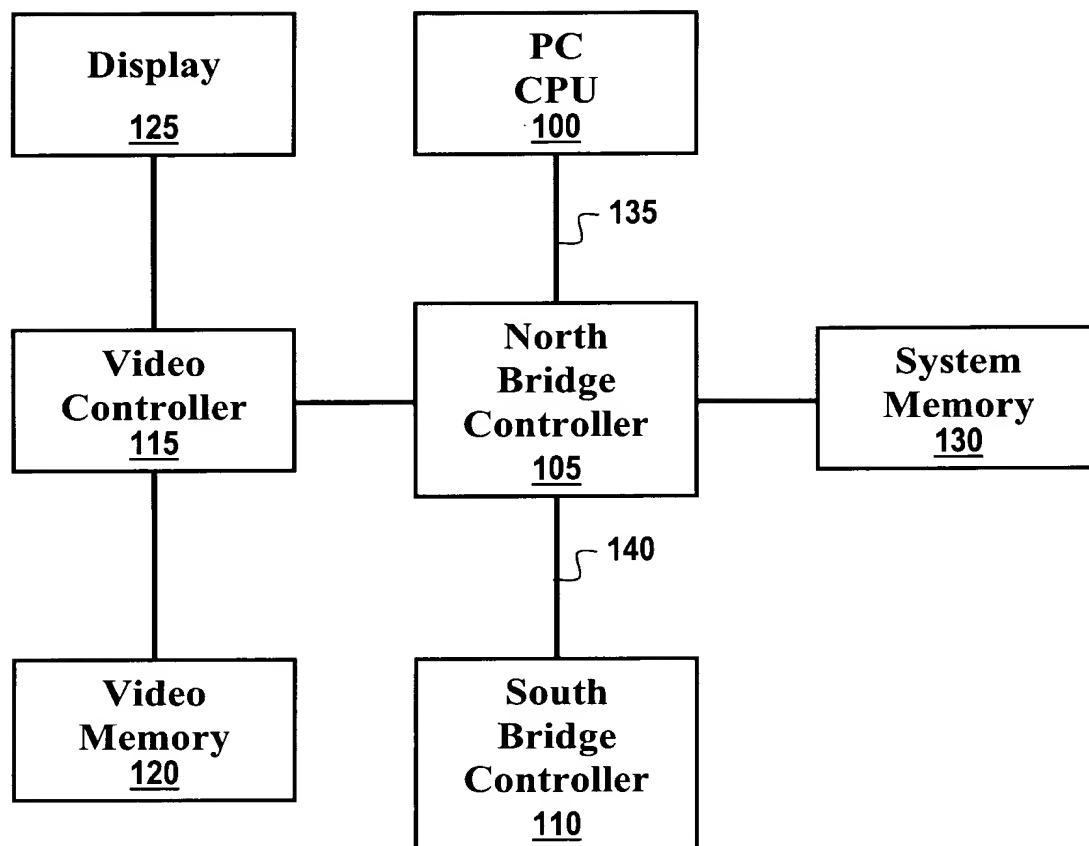 Display
125
PC
CPU
100
135
Video
Controller
115
North
Bridge
Controller
105
System
Memory
130
140
Video
Memory
120
South
Bridge
Controller
110